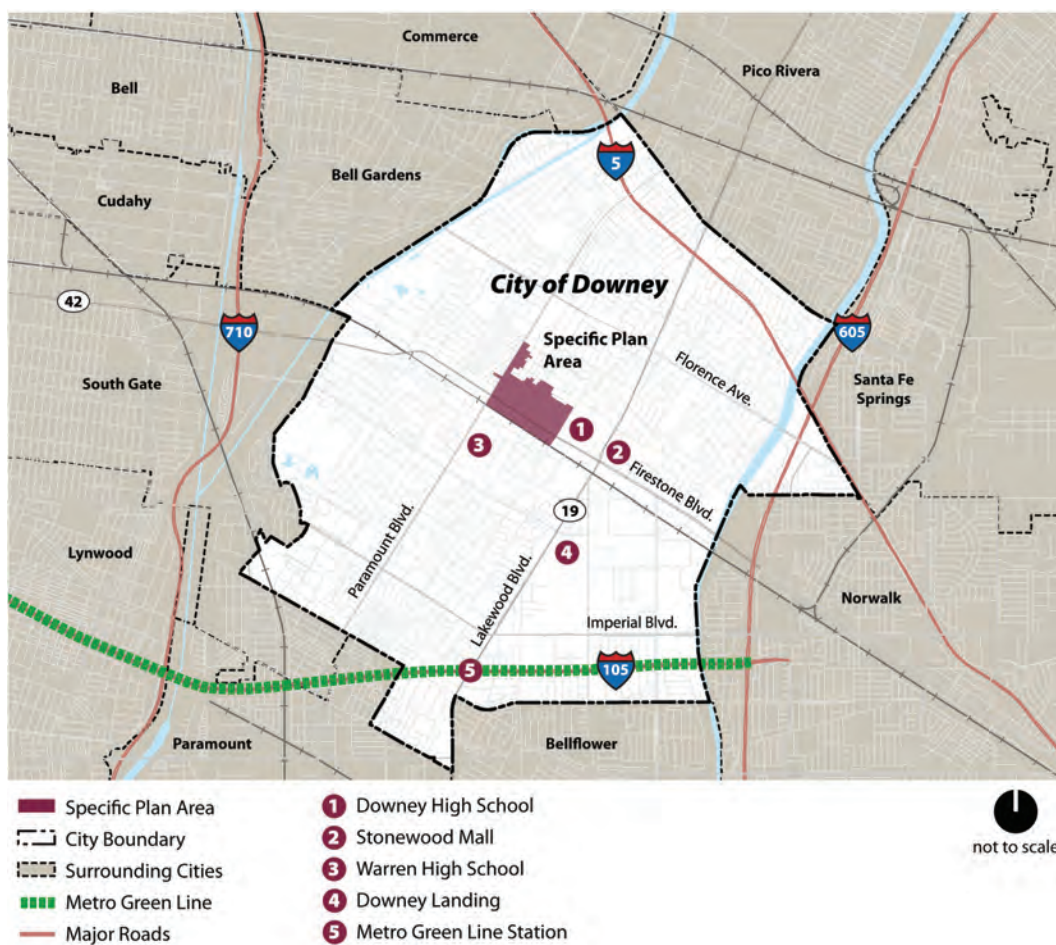 Commerce
Pico Rivera
Bell
Bell Gardens
5
Cudahy
City of Downey
42
710
605
Specific Plan
Area
Florence Ave.
South Gate
Santa Fe
Springs
1
3
2
Firestone Blvd.
19
Paramount Blvd.
4
Lynwood
Lakewood Blvd.
Norwalk
Imperial Blvd.
5
105
Paramount
Bellflower
Specific Plan Area
City Boundary
Surrounding Cities
Metro Green Line
Major Roads
1 Downey High School
2 Stonewood Mall
3 Warren High School
4 Downey Landing
5 Metro Green Line Station
not to scale